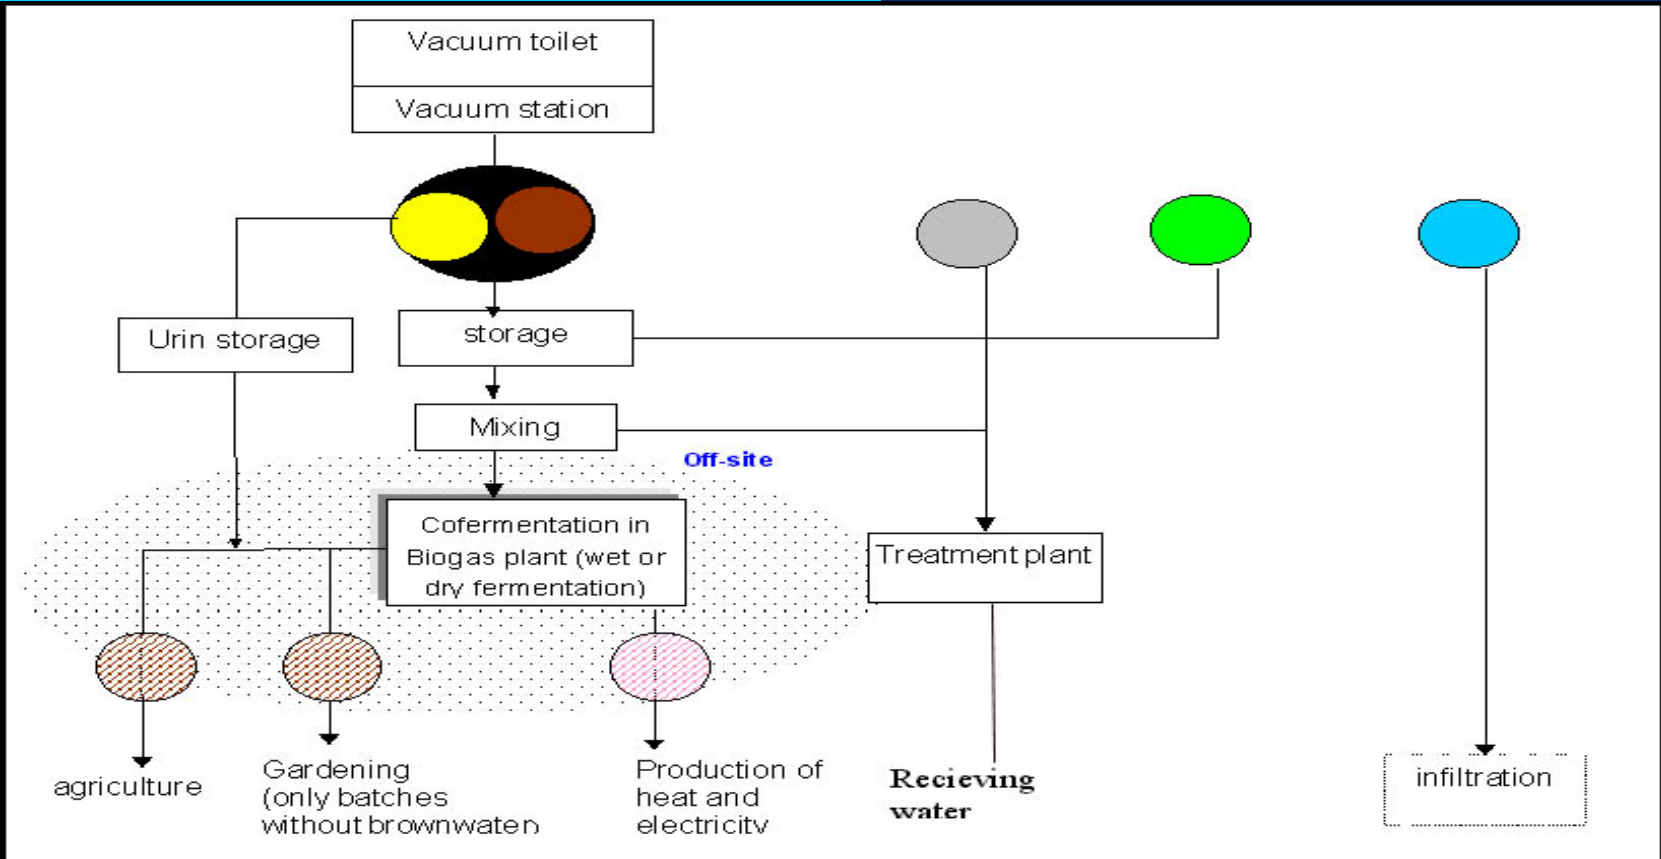 Vacuum toilet
Vacuum station
Urin storage
storage
Mixing
Off-site
Cofermentation in
Biogas plant (wet or
dry fermentation)
Treatment plant
agriculture
Gardening
(only batches
without brownwater)
Production of
heat and
electricity
Recieving
water
infiltration